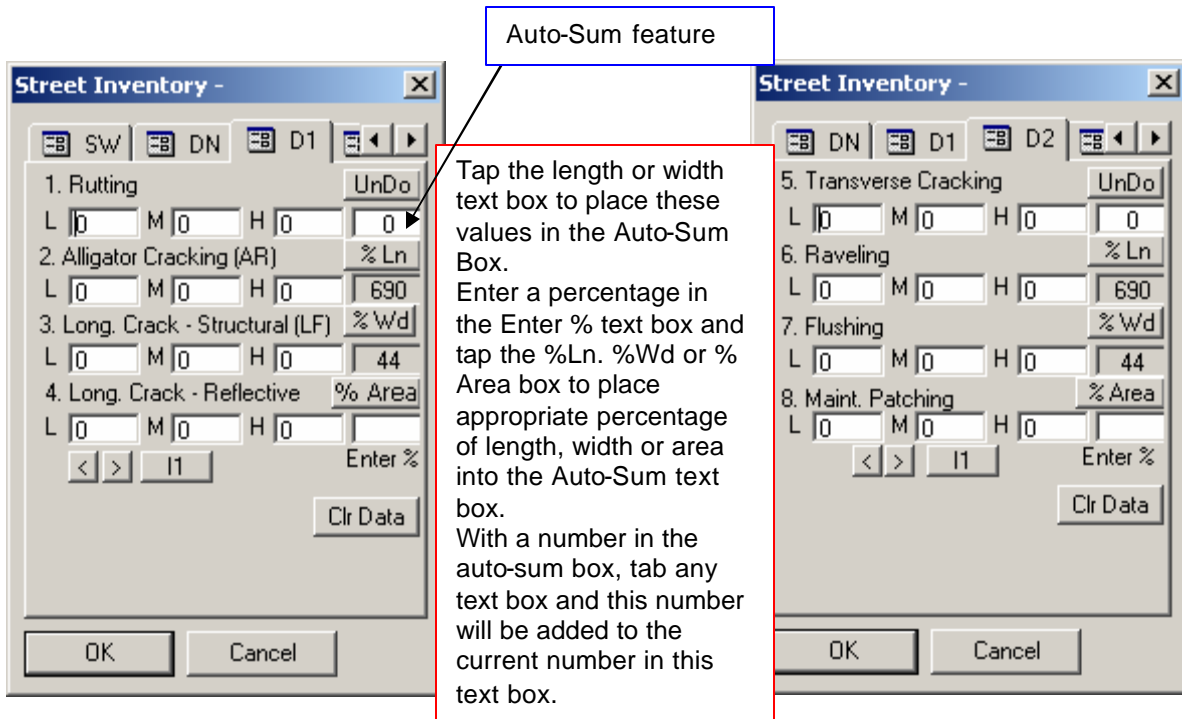 Auto-Sum feature
Street Inventory -
SW DN D1
1. Rutting UnDo
L 0 M 0 H 0 0
2. Alligator Cracking (AR) % Ln
L 0 M 0 H 0 690
3. Long. Crack - Structural (LF) % Wd
L 0 M 0 H 0 44
4. Long. Crack - Reflective % Area
L 0 M 0 H 0
< > I1 Enter %
Clr Data
OK Cancel
Tap the length or width
text box to place these
values in the Auto-Sum
Box.
Enter a percentage in
the Enter % text box and
tap the %Ln. %Wd or %
Area box to place
appropriate percentage
of length, width or area
into the Auto-Sum text
box.
With a number in the
auto-sum box, tab any
text box and this number
will be added to the
current number in this
text box.
Street Inventory -
DN D1 D2
5. Transverse Cracking UnDo
L 0 M 0 H 0 0
6. Raveling % Ln
L 0 M 0 H 0 690
7. Flushing % Wd
L 0 M 0 H 0 44
8. Maint. Patching % Area
L 0 M 0 H 0
< > I1 Enter %
Clr Data
OK Cancel